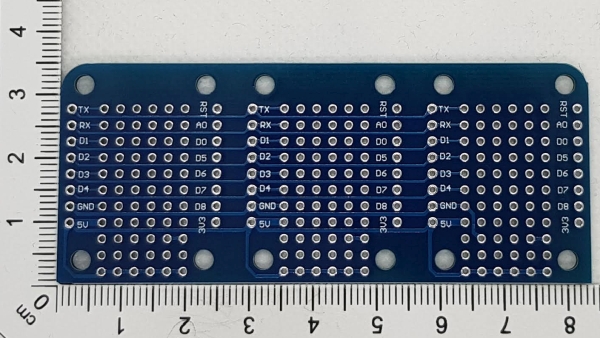 4
3
2
1
0
cm
TX RST TX RST TX RST
RX A0 RX A0 RX A0
D1 D0 D1 D0 D1 D0
D2 D5 D2 D5 D2 D5
D3 D6 D3 D6 D3 D6
D4 D7 D4 D7 D4 D7
GND D8 GND D8 GND D8
5V 3V3 5V 3V3 5V 3V3
1 2 3 4 5 6 7 8